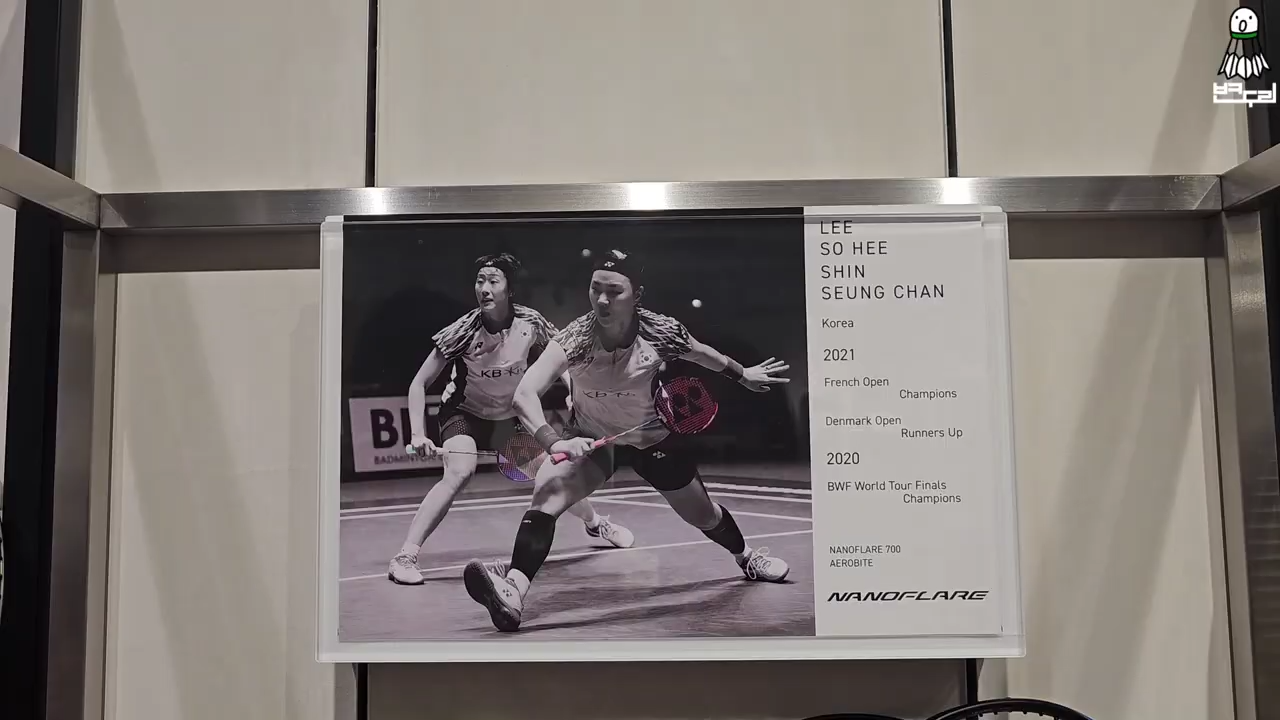 LEE
SO HEE
SHIN
SEUNG CHAN
Korea
2021
French Open
Champions
Denmark Open
Runners Up
2020
BWF World Tour Finals
Champions
NANOFLARE 700
AEROBITE
NANOFLARE
KB